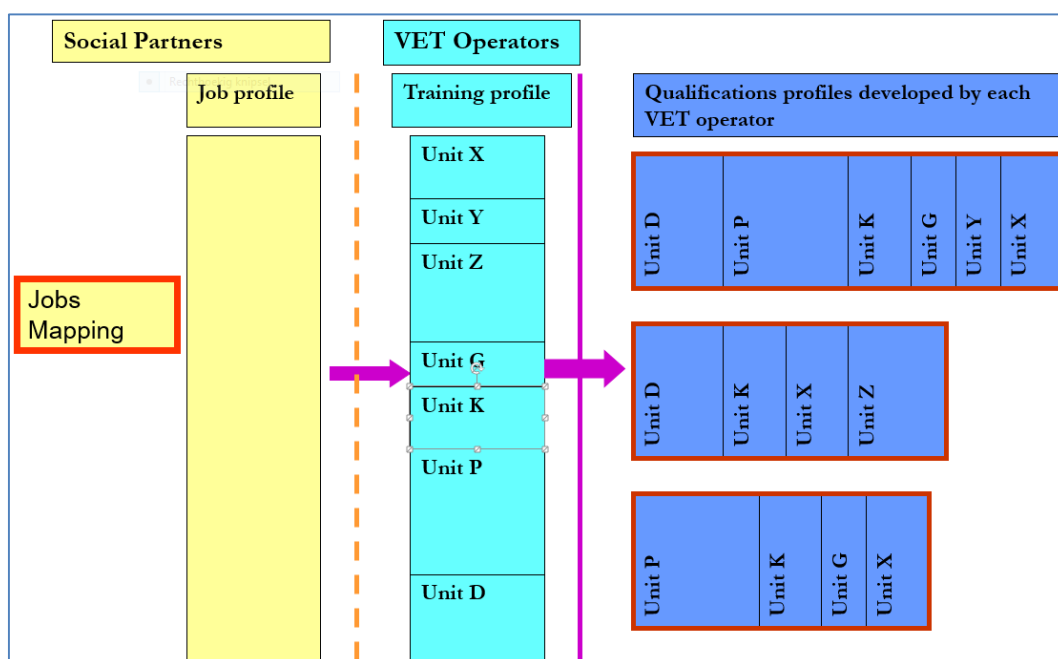 Social Partners
VET Operators
Rechthoekig knipsel
Job profile
Training profile
Qualifications profiles developed by each
VET operator
Jobs
Mapping
Unit X
Unit Y
Unit Z
Unit G
Unit K
Unit P
Unit D
Unit D
Unit P
Unit K
Unit G
Unit Y
Unit X
Unit D
Unit K
Unit X
Unit Z
Unit P
Unit K
Unit G
Unit X